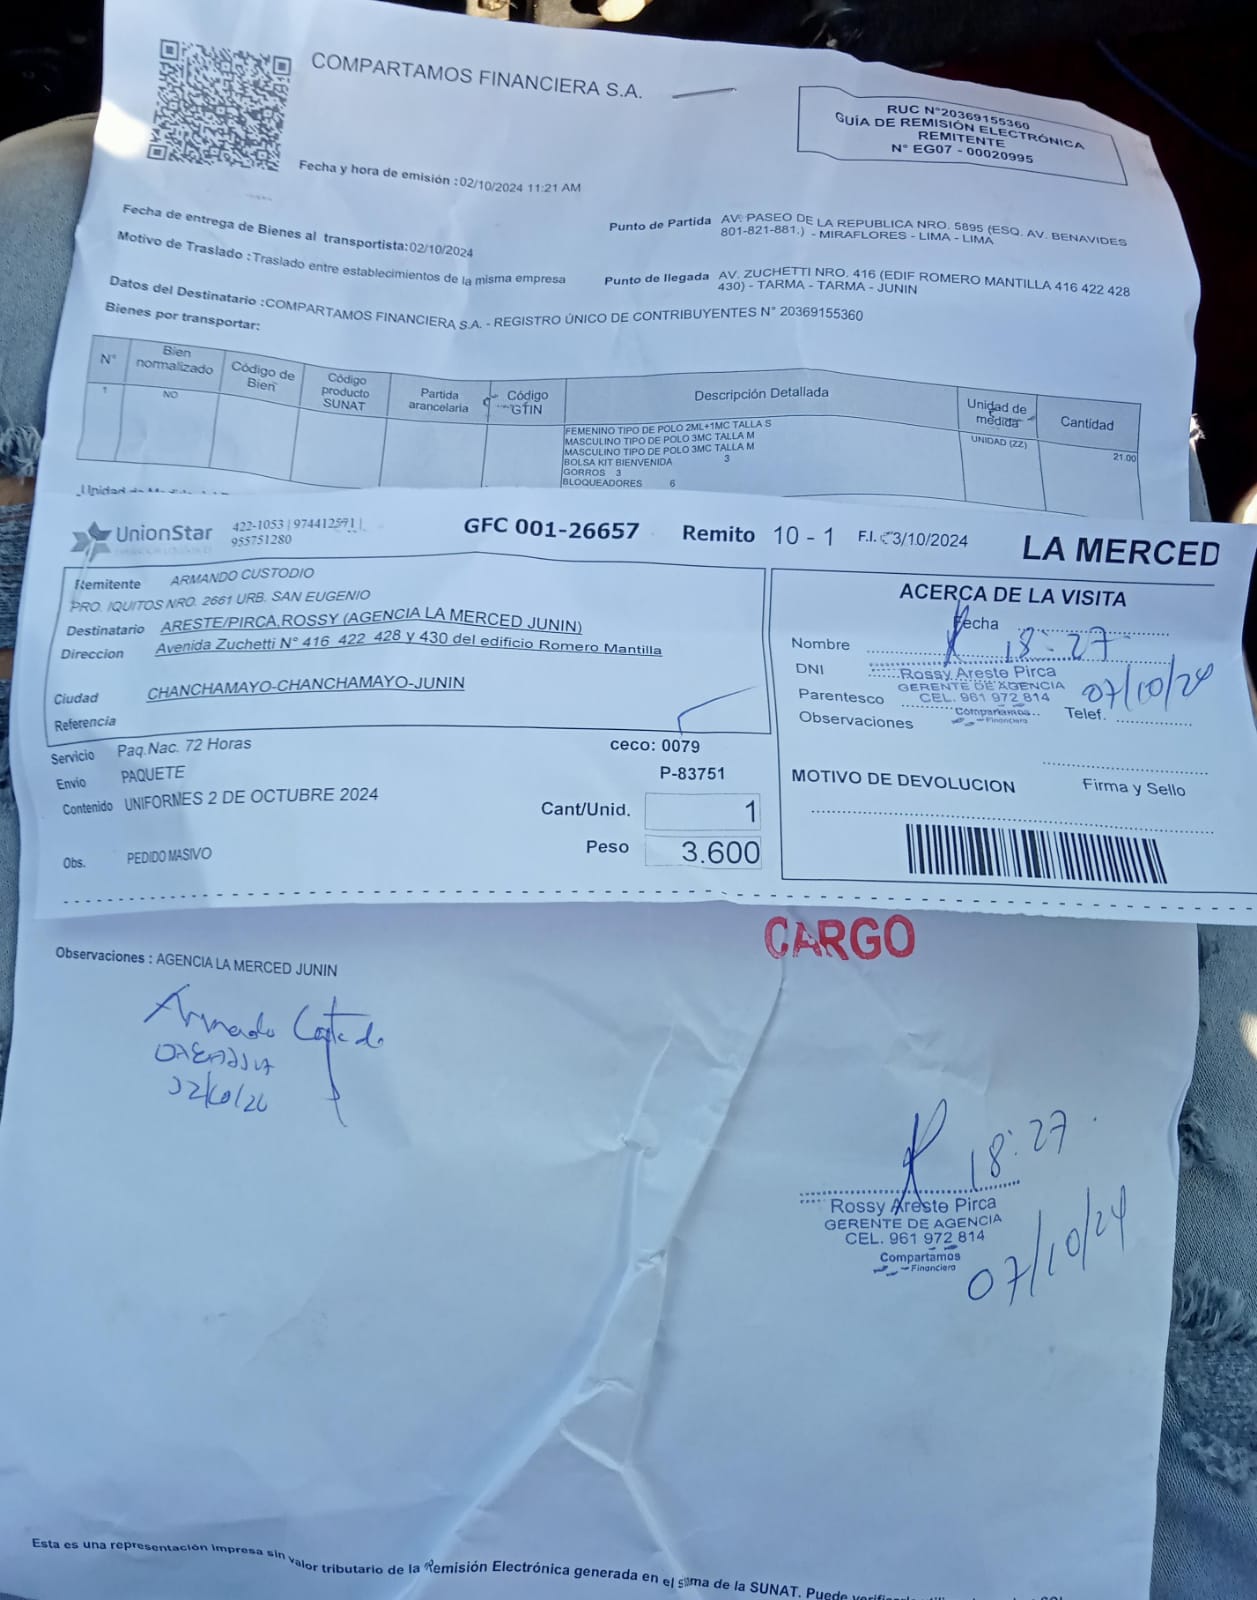 COMPARTAMOS FINANCIERA S.A.
RUC N°20369155360
GUÍA DE REMISIÓN ELECTRÓNICA
REMITENTE
N° EG07 - 00020995
Fecha y hora de emisión :02/10/2024 11:21 AM
Fecha de entrega de Bienes al transportista:02/10/2024
Motivo de Traslado :Traslado entre establecimientos de la misma empresa
Punto de Partida AV. PASEO DE LA REPUBLICA NRO. 5895 (ESQ. AV. BENAVIDES
801-821-881.) - MIRAFLORES - LIMA - LIMA
Punto de llegada AV. ZUCHETTI NRO. 416 (EDIF ROMERO MANTILLA 416 422 428
430) - TARMA - TARMA - JUNIN
Datos del Destinatario :COMPARTAMOS FINANCIERA S.A. - REGISTRO ÚNICO DE CONTRIBUYENTES N° 20369155360
Bienes por transportar:
N° Bien normalizado Código de Bien Código producto SUNAT Partida arancelaria Código GTIN Descripción Detallada Unidad de medida Cantidad
1 NO FEMENINO TIPO DE POLO 2ML+1MC TALLA S UNIDAD (ZZ) 21.00
MASCULINO TIPO DE POLO 3MC TALLA M
MASCULINO TIPO DE POLO 3MC TALLA M
BOLSA KIT BIENVENIDA 3
GORROS 3
BLOQUEADORES 6
UnionStar
422-1053 | 974412591 |
955751280
GFC 001-26657 Remito 10 - 1 F.I. 3/10/2024 LA MERCED
Remitente ARMANDO CUSTODIO
PRO. IQUITOS NRO. 2661 URB. SAN EUGENIO
Destinatario ARESTE/PIRCA,ROSSY (AGENCIA LA MERCED JUNIN)
Direccion Avenida Zuchetti N° 416 422 428 y 430 del edificio Romero Mantilla
Ciudad CHANCHAMAYO-CHANCHAMAYO-JUNIN
Referencia
Servicio Paq.Nac. 72 Horas
Envio PAQUETE
Contenido UNIFORMES 2 DE OCTUBRE 2024
Obs. PEDIDO MASIVO
ceco: 0079
P-83751
Cant/Unid. 1
Peso 3.600
ACERCA DE LA VISITA
Fecha
Nombre 18:27
DNI Rossy Areste Pirca
GERENTE DE AGENCIA
Parentesco CEL. 961 972 814
07/10/24
Compartamos
Financiera
Telef.
Observaciones
MOTIVO DE DEVOLUCION
Firma y Sello
CARGO
Observaciones : AGENCIA LA MERCED JUNIN
18:27
Rossy Areste Pirca
GERENTE DE AGENCIA
CEL. 961 972 814
Compartamos
Financiera
07/10/24
Esta es una representación impresa sin valor tributario de la Remisión Electrónica generada en el
de la SUNAT. Puede